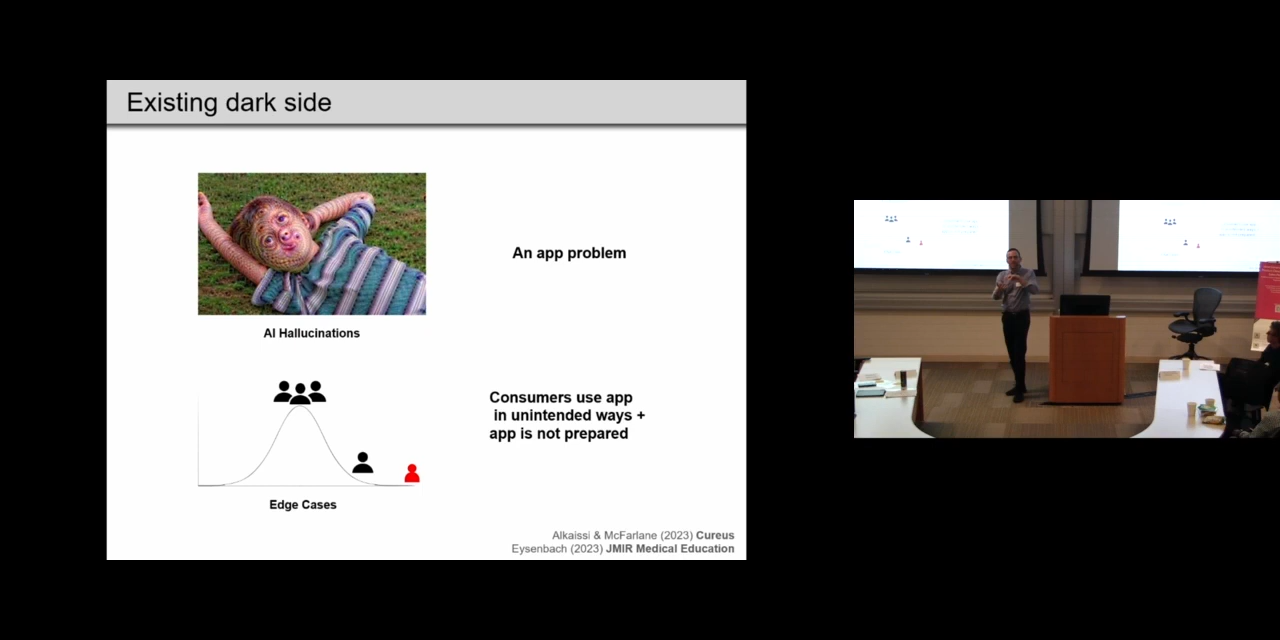 Existing dark side
An app problem
AI Hallucinations
Consumers use app
in unintended ways +
app is not prepared
Edge Cases
Alkaissi & McFarlane (2023) Cureus
Eysenbach (2023) JMIR Medical Education